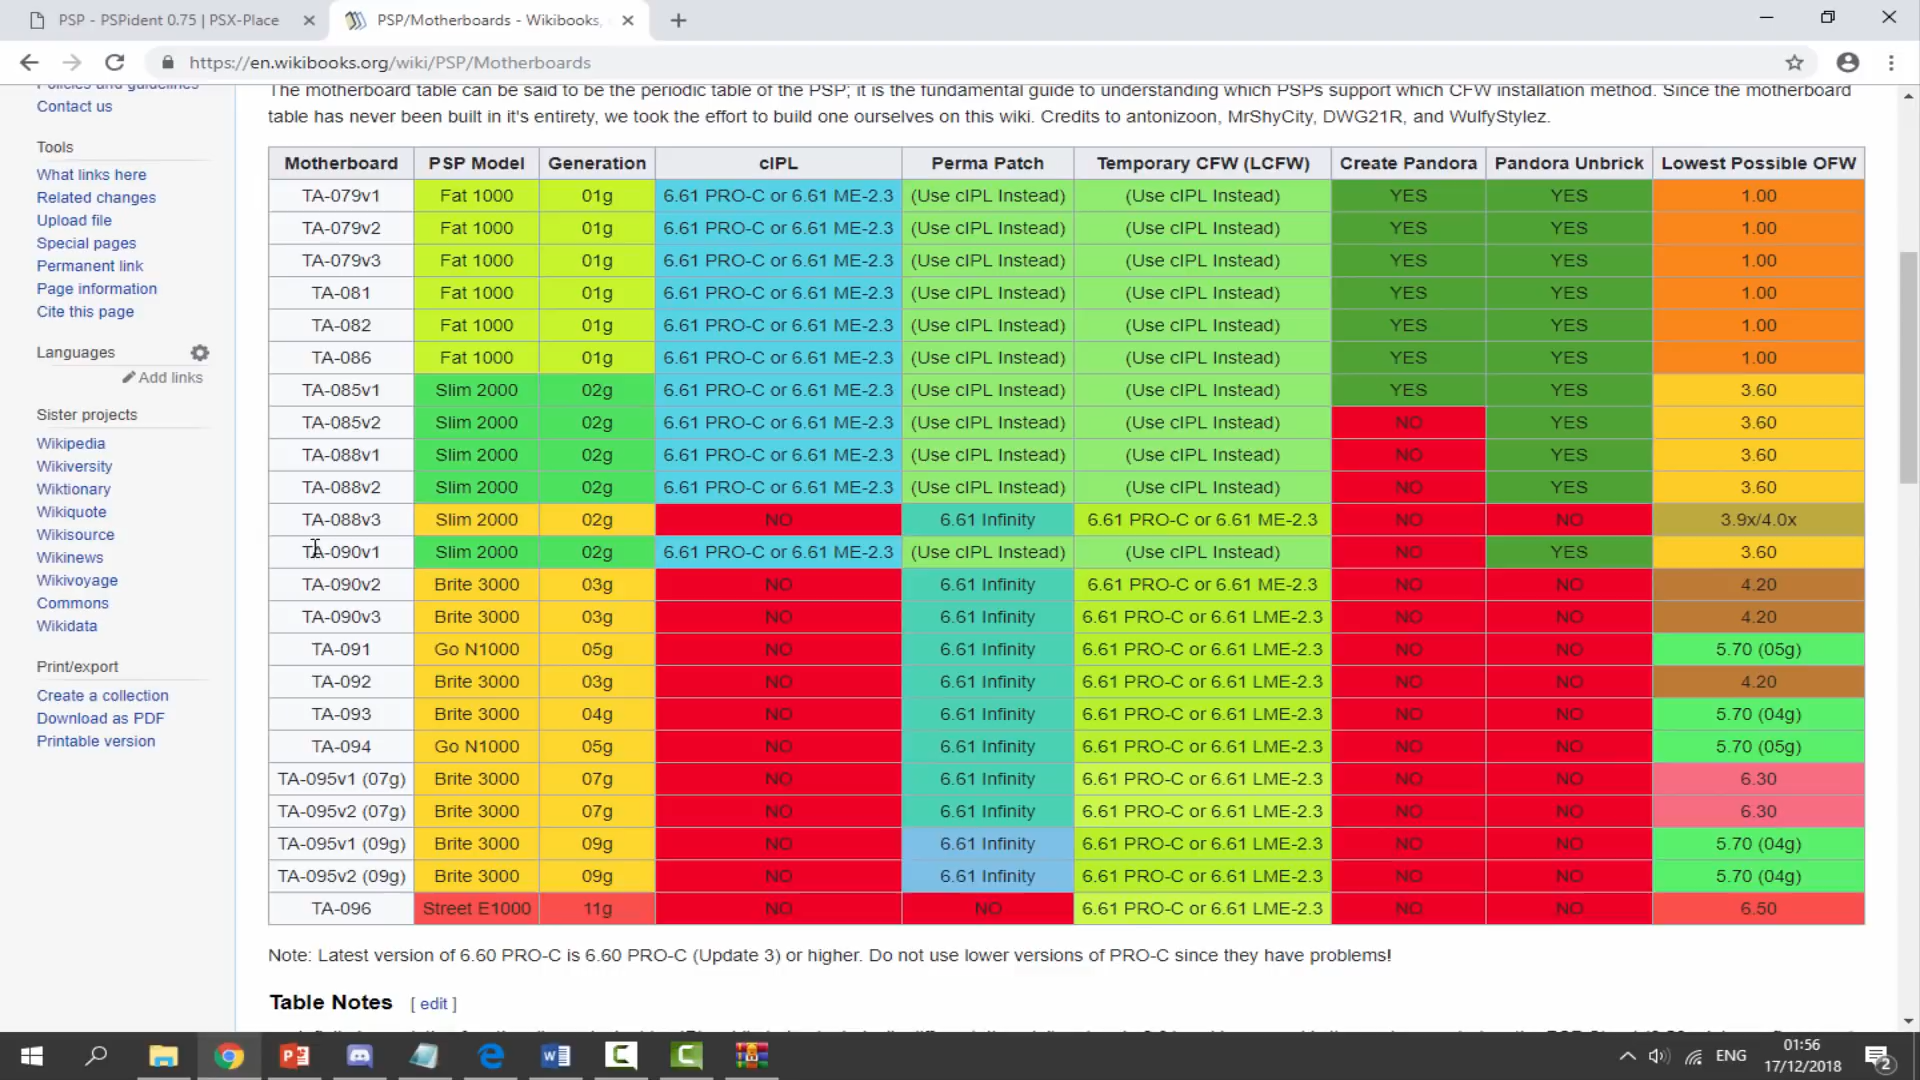 PSP - PSPident 0.75 | PSX-Place
PSP/Motherboards - Wikibooks,
https://en.wikibooks.org/wiki/PSP/Motherboards
Policies and guidelines
Contact us
Tools
What links here
Related changes
Upload file
Special pages
Permanent link
Page information
Cite this page
Languages
Add links
Sister projects
Wikipedia
Wikiversity
Wiktionary
Wikiquote
Wikisource
Wikinews
Wikivoyage
Commons
Wikidata
Print/export
Create a collection
Download as PDF
Printable version
The motherboard table can be said to be the periodic table of the PSP; it is the fundamental guide to understanding which PSPs support which CFW installation method. Since the motherboard
table has never been built in it's entirety, we took the effort to build one ourselves on this wiki. Credits to antonizoon, MrShyCity, DWG21R, and WulfyStylez.
Motherboard PSP Model Generation cIPL Perma Patch Temporary CFW (LCFW) Create Pandora Pandora Unbrick Lowest Possible OFW
TA-079v1 Fat 1000 01g 6.61 PRO-C or 6.61 ME-2.3 (Use cIPL Instead) (Use cIPL Instead) YES YES 1.00
TA-079v2 Fat 1000 01g 6.61 PRO-C or 6.61 ME-2.3 (Use cIPL Instead) (Use cIPL Instead) YES YES 1.00
TA-079v3 Fat 1000 01g 6.61 PRO-C or 6.61 ME-2.3 (Use cIPL Instead) (Use cIPL Instead) YES YES 1.00
TA-081 Fat 1000 01g 6.61 PRO-C or 6.61 ME-2.3 (Use cIPL Instead) (Use cIPL Instead) YES YES 1.00
TA-082 Fat 1000 01g 6.61 PRO-C or 6.61 ME-2.3 (Use cIPL Instead) (Use cIPL Instead) YES YES 1.00
TA-086 Fat 1000 01g 6.61 PRO-C or 6.61 ME-2.3 (Use cIPL Instead) (Use cIPL Instead) YES YES 1.00
TA-085v1 Slim 2000 02g 6.61 PRO-C or 6.61 ME-2.3 (Use cIPL Instead) (Use cIPL Instead) YES YES 3.60
TA-085v2 Slim 2000 02g 6.61 PRO-C or 6.61 ME-2.3 (Use cIPL Instead) (Use cIPL Instead) NO YES 3.60
TA-088v1 Slim 2000 02g 6.61 PRO-C or 6.61 ME-2.3 (Use cIPL Instead) (Use cIPL Instead) NO YES 3.60
TA-088v2 Slim 2000 02g 6.61 PRO-C or 6.61 ME-2.3 (Use cIPL Instead) (Use cIPL Instead) NO YES 3.60
TA-088v3 Slim 2000 02g NO 6.61 Infinity 6.61 PRO-C or 6.61 ME-2.3 NO NO 3.9x/4.0x
TA-090v1 Slim 2000 02g 6.61 PRO-C or 6.61 ME-2.3 (Use cIPL Instead) (Use cIPL Instead) NO YES 3.60
TA-090v2 Brite 3000 03g NO 6.61 Infinity 6.61 PRO-C or 6.61 ME-2.3 NO NO 4.20
TA-090v3 Brite 3000 03g NO 6.61 Infinity 6.61 PRO-C or 6.61 LME-2.3 NO NO 4.20
TA-091 Go N1000 05g NO 6.61 Infinity 6.61 PRO-C or 6.61 LME-2.3 NO NO 5.70 (05g)
TA-092 Brite 3000 03g NO 6.61 Infinity 6.61 PRO-C or 6.61 LME-2.3 NO NO 4.20
TA-093 Brite 3000 04g NO 6.61 Infinity 6.61 PRO-C or 6.61 LME-2.3 NO NO 5.70 (04g)
TA-094 Go N1000 05g NO 6.61 Infinity 6.61 PRO-C or 6.61 LME-2.3 NO NO 5.70 (05g)
TA-095v1 (07g) Brite 3000 07g NO 6.61 Infinity 6.61 PRO-C or 6.61 LME-2.3 NO NO 6.30
TA-095v2 (07g) Brite 3000 07g NO 6.61 Infinity 6.61 PRO-C or 6.61 LME-2.3 NO NO 6.30
TA-095v1 (09g) Brite 3000 09g NO 6.61 Infinity 6.61 PRO-C or 6.61 LME-2.3 NO NO 5.70 (04g)
TA-095v2 (09g) Brite 3000 09g NO 6.61 Infinity 6.61 PRO-C or 6.61 LME-2.3 NO NO 5.70 (04g)
TA-096 Street E1000 11g NO NO 6.61 PRO-C or 6.61 LME-2.3 NO NO 6.50
Note: Latest version of 6.60 PRO-C is 6.60 PRO-C (Update 3) or higher. Do not use lower versions of PRO-C since they have problems!
Table Notes [ edit ]
ENG
01:56
17/12/2018
2